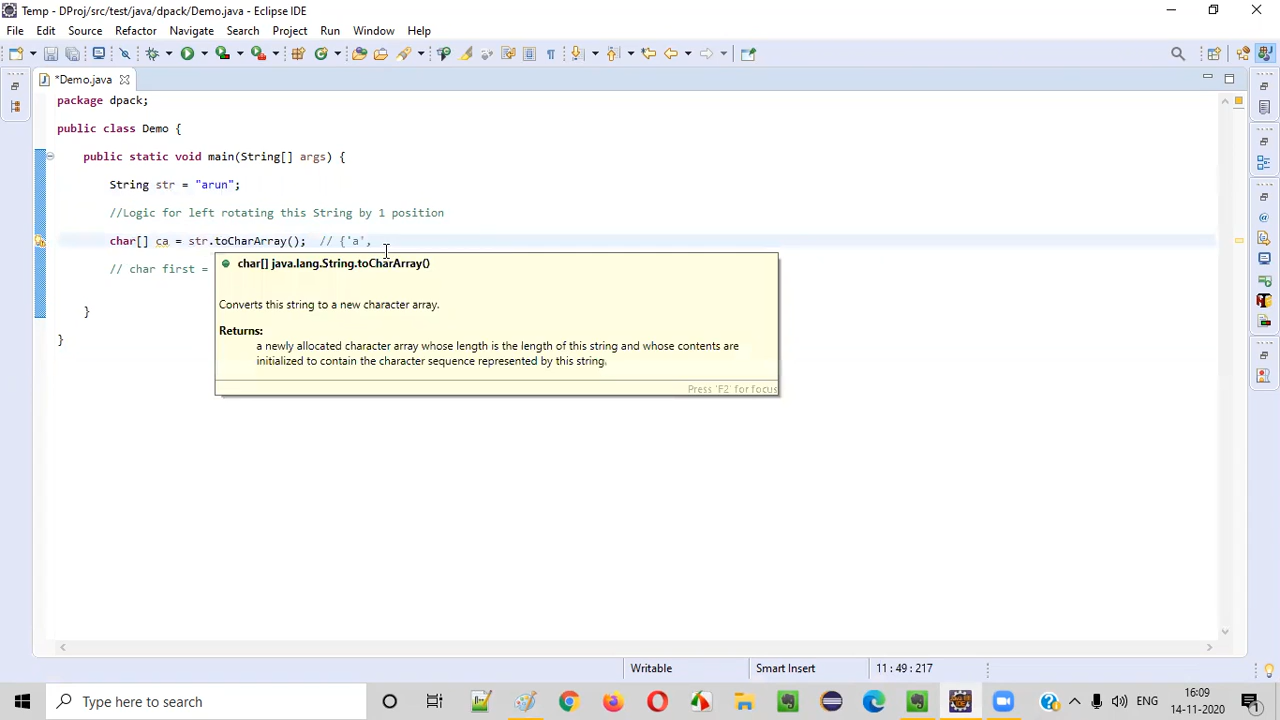 Temp - DProj/src/test/java/dpack/Demo.java - Eclipse IDE
File Edit Source Refactor Navigate Search Project Run Window Help
*Demo.java
package dpack;
public class Demo {
public static void main(String[] args) {
String str = "arun";
//Logic for left rotating this String by 1 position
char[] ca = str.toCharArray(); // {'a',
// char first =
char[] java.lang.String.toCharArray()
Converts this string to a new character array.
Returns:
a newly allocated character array whose length is the length of this string and whose contents are
initialized to contain the character sequence represented by this string.
Press 'F2' for focus
}
}
Writable Smart Insert 11 : 49 : 217
Type here to search
ENG
16:09
14-11-2020